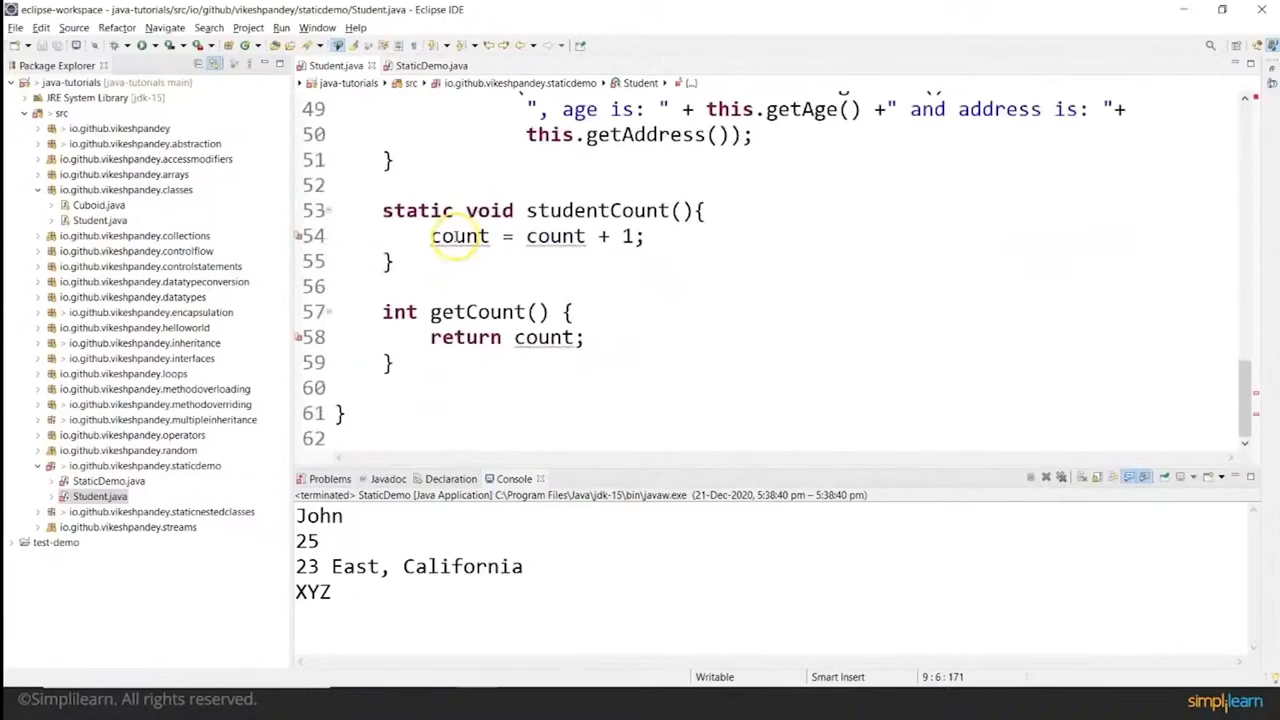 eclipse-workspace - java-tutorials/src/io/github/vikeshpandey/staticdemo/Student.java - Eclipse IDE
File Edit Source Refactor Navigate Search Project Run Window Help
Package Explorer
Student.java StaticDemo.java
java-tutorials [java-tutorials main]
JRE System Library [jdk-15]
src
io.github.vikeshpandey
io.github.vikeshpandey.abstraction
io.github.vikeshpandey.accessmodifiers
io.github.vikeshpandey.arrays
io.github.vikeshpandey.classes
Cuboid.java
Student.java
io.github.vikeshpandey.collections
io.github.vikeshpandey.controlflow
io.github.vikeshpandey.controlstatements
io.github.vikeshpandey.datatypeconversion
io.github.vikeshpandey.datatypes
io.github.vikeshpandey.encapsulation
io.github.vikeshpandey.helloworld
io.github.vikeshpandey.inheritance
io.github.vikeshpandey.interfaces
io.github.vikeshpandey.loops
io.github.vikeshpandey.methodoverloading
io.github.vikeshpandey.methodoverriding
io.github.vikeshpandey.multipleinheritance
io.github.vikeshpandey.operators
io.github.vikeshpandey.random
io.github.vikeshpandey.staticdemo
StaticDemo.java
Student.java
io.github.vikeshpandey.staticnestedclasses
io.github.vikeshpandey.streams
test-demo
java-tutorials src io.github.vikeshpandey.staticdemo Student {...}
49 ", age is: " + this.getAge() +" and address is: "+
50 this.getAddress());
51 }
52
53 static void studentCount(){
54 count = count + 1;
55 }
56
57 int getCount() {
58 return count;
59 }
60
61 }
62
Problems Javadoc Declaration Console
<terminated> StaticDemo [Java Application] C:\Program Files\Java\jdk-15\bin\javaw.exe (21-Dec-2020, 5:38:40 pm – 5:38:40 pm)
John
25
23 East, California
XYZ
Writable Smart Insert 9 : 6 : 171
©Simplilearn. All rights reserved.
simplilearn